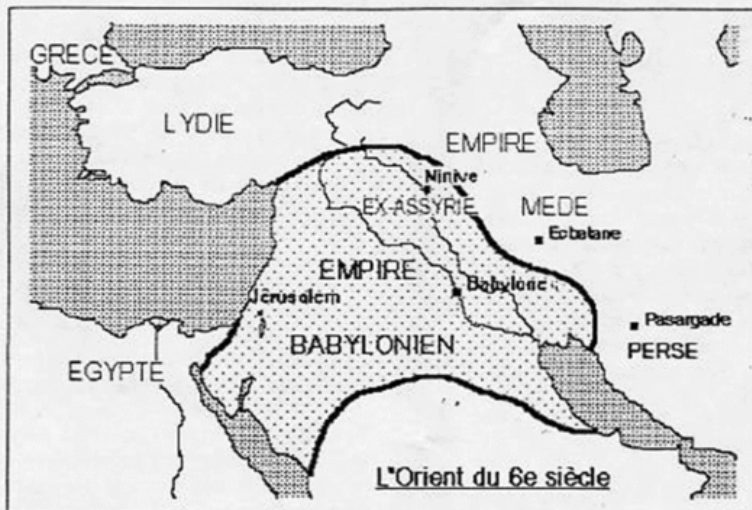 GRECE
LYDIE
EMPIRE
Ninive
EX-ASSYRIE
MEDE
Ecbatane
EMPIRE
Babylone
Jérusalem
Pasargade
BABYLONIEN
PERSE
EGYPTE
L'Orient du 6e siècle